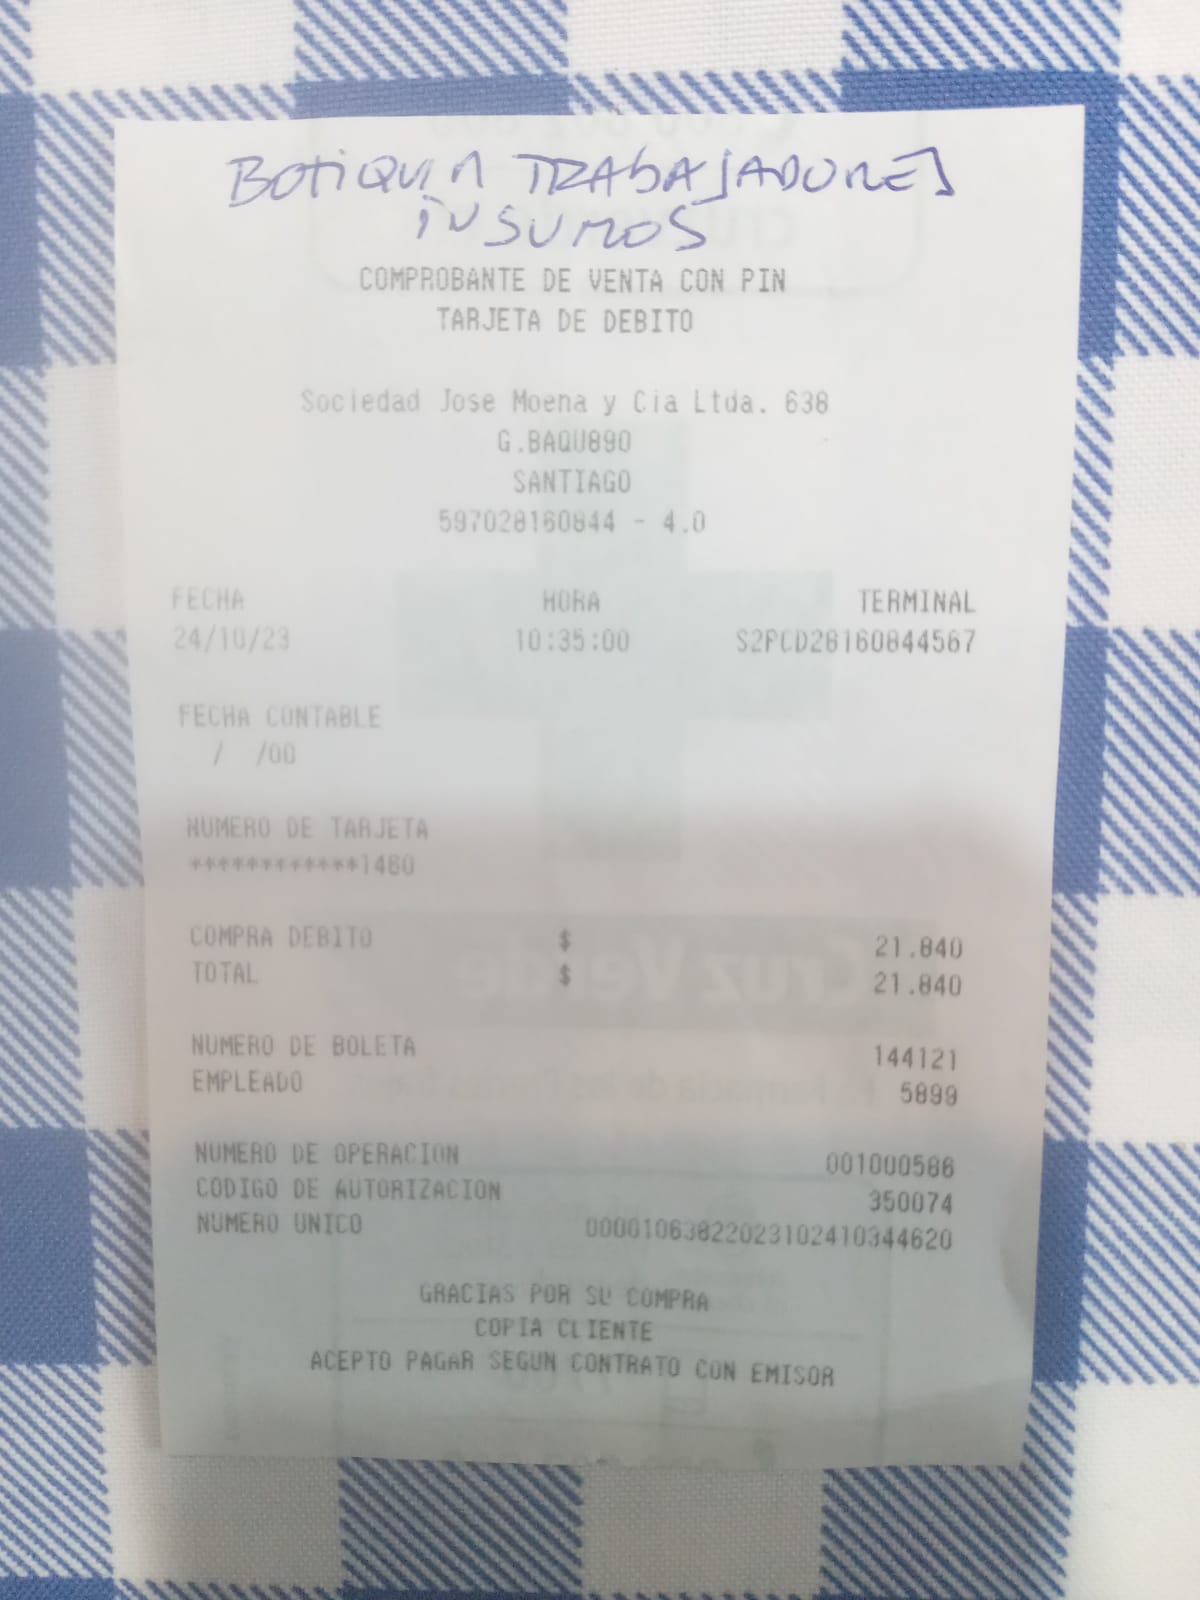 BOTiQUiN TRABAJADORES
iNSUMOS
COMPROBANTE DE VENTA CON PIN
TARJETA DE DEBITO
Sociedad Jose Moena y Cia Ltda. 638
G.BAQU890
SANTIAGO
597028160844 - 4.0
FECHA HORA TERMINAL
24/10/23 10:35:00 S2PCD28160844567
FECHA CONTABLE
/ /00
NUMERO DE TARJETA
************1460
COMPRA DEBITO $ 21.840
TOTAL $ 21.840
NUMERO DE BOLETA 144121
EMPLEADO 5899
NUMERO DE OPERACION 001000586
CODIGO DE AUTORIZACION 350074
NUMERO UNICO 00001063822023102410344620
GRACIAS POR SU COMPRA
COPIA CLIENTE
ACEPTO PAGAR SEGUN CONTRATO CON EMISOR
Cruz Verde